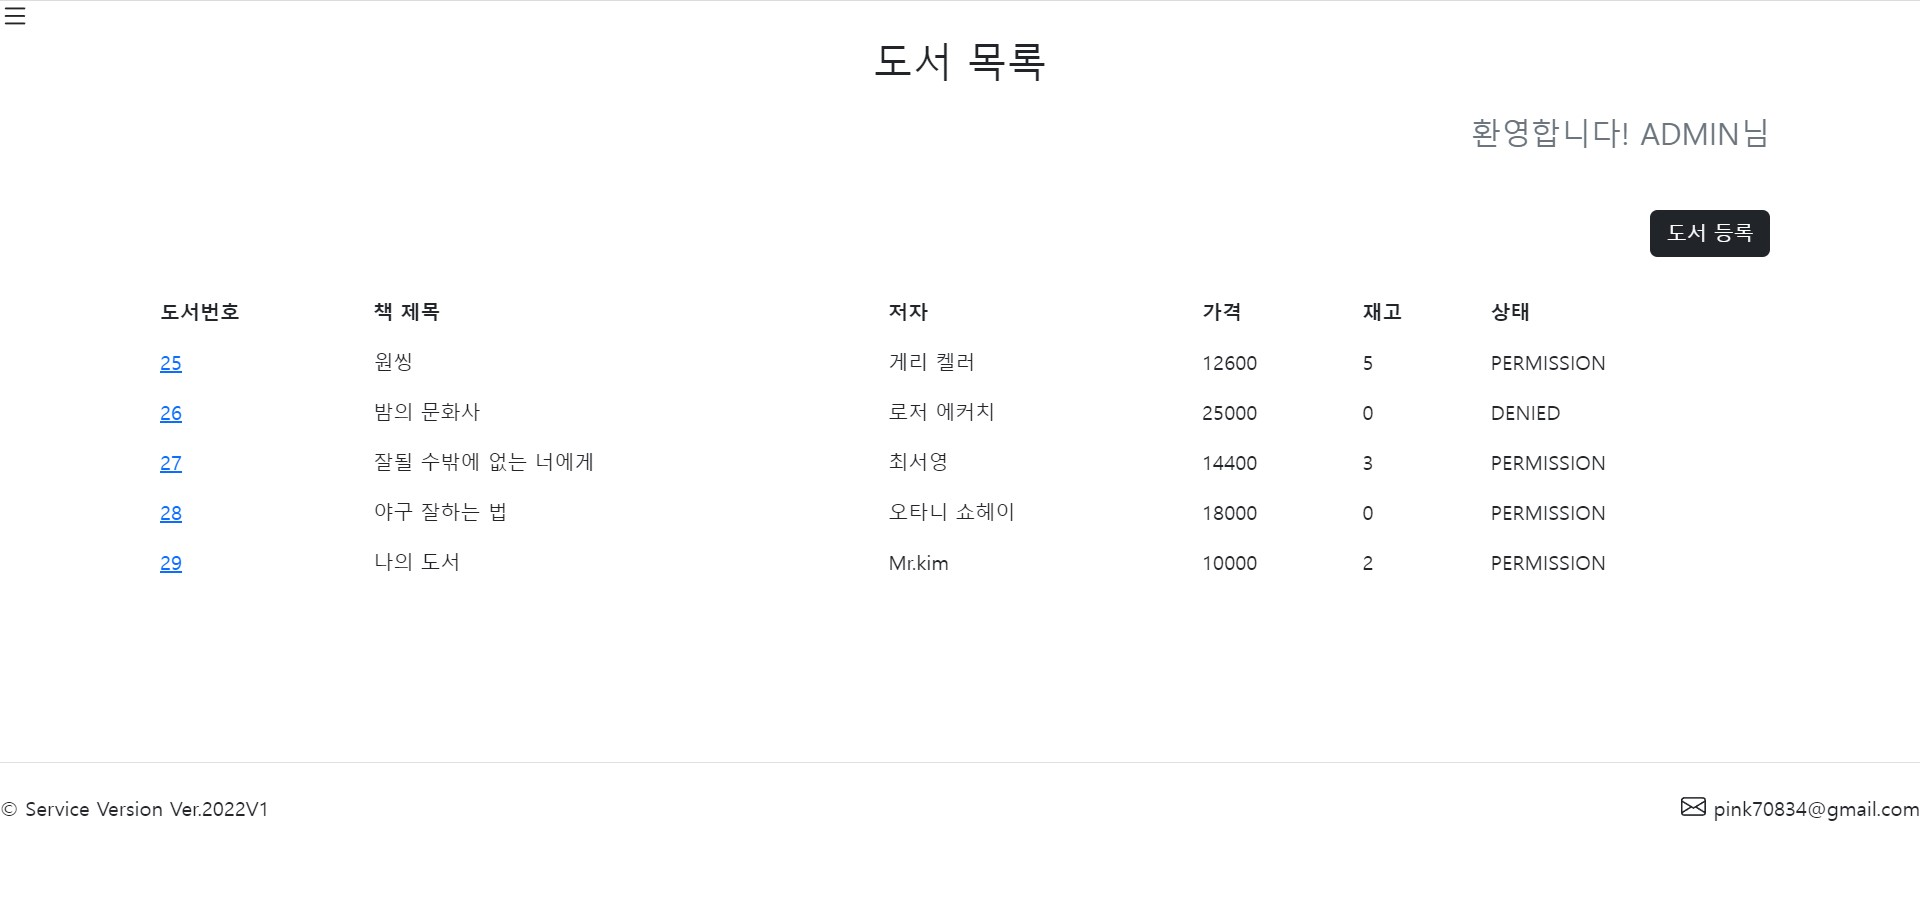 도서 목록
환영합니다! ADMIN님
도서 등록
도서번호 책 제목 저자 가격 재고 상태
25 원씽 게리 켈러 12600 5 PERMISSION
26 밤의 문화사 로저 에커치 25000 0 DENIED
27 잘될 수밖에 없는 너에게 최서영 14400 3 PERMISSION
28 야구 잘하는 법 오타니 쇼헤이 18000 0 PERMISSION
29 나의 도서 Mr.kim 10000 2 PERMISSION
© Service Version Ver.2022V1 pink70834@gmail.com